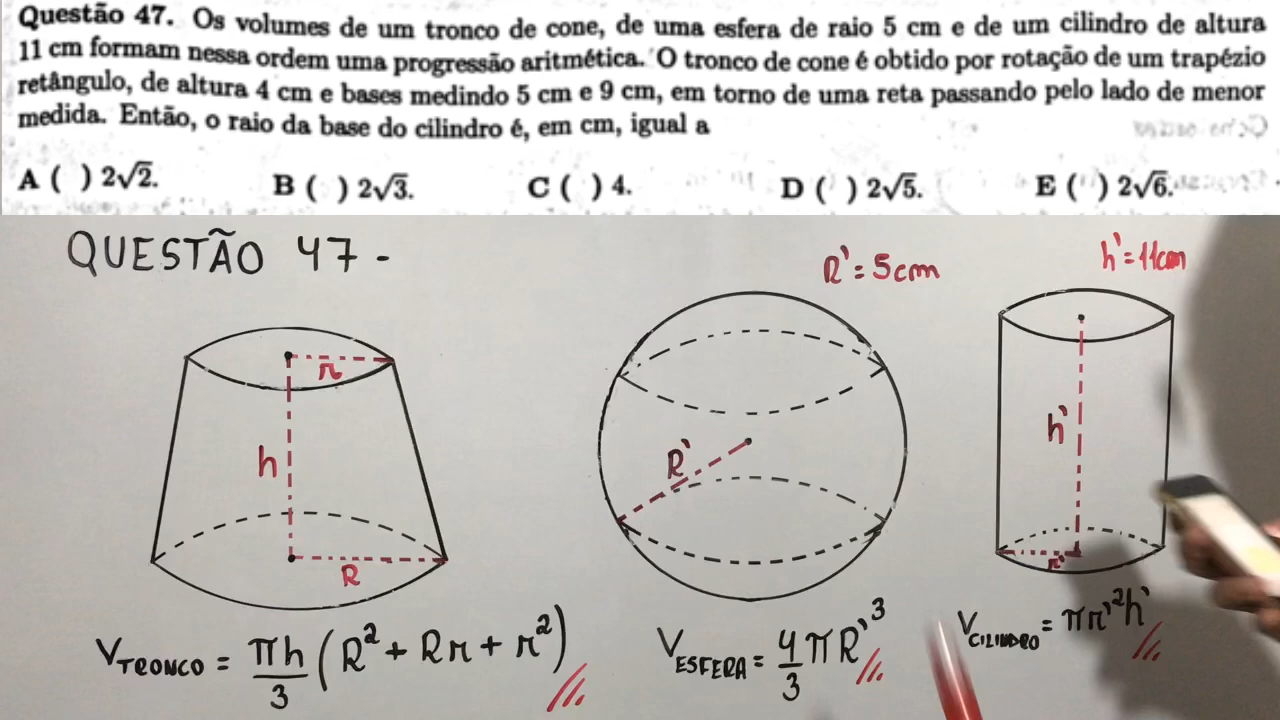 Questão 47. Os volumes de um tronco de cone, de uma esfera de raio 5 cm e de um cilindro de altura
11 cm formam nessa ordem uma progressão aritmética. O tronco de cone é obtido por rotação de um trapézio
retângulo, de altura 4 cm e bases medindo 5 cm e 9 cm, em torno de uma reta passando pelo lado de menor
medida. Então, o raio da base do cilindro é, em cm, igual a
A ( ) 2√2. B ( ) 2√3. C ( ) 4. D ( ) 2√5. E ( ) 2√6.
QUESTÃO 47 -
R' = 5cm
h' = 11cm
r
h
R
R'
h'
r'
V TRONCO = πh/3 (R² + Rr + r²)
V ESFERA = 4/3 πR'³
V CILINDRO = πr'²h'